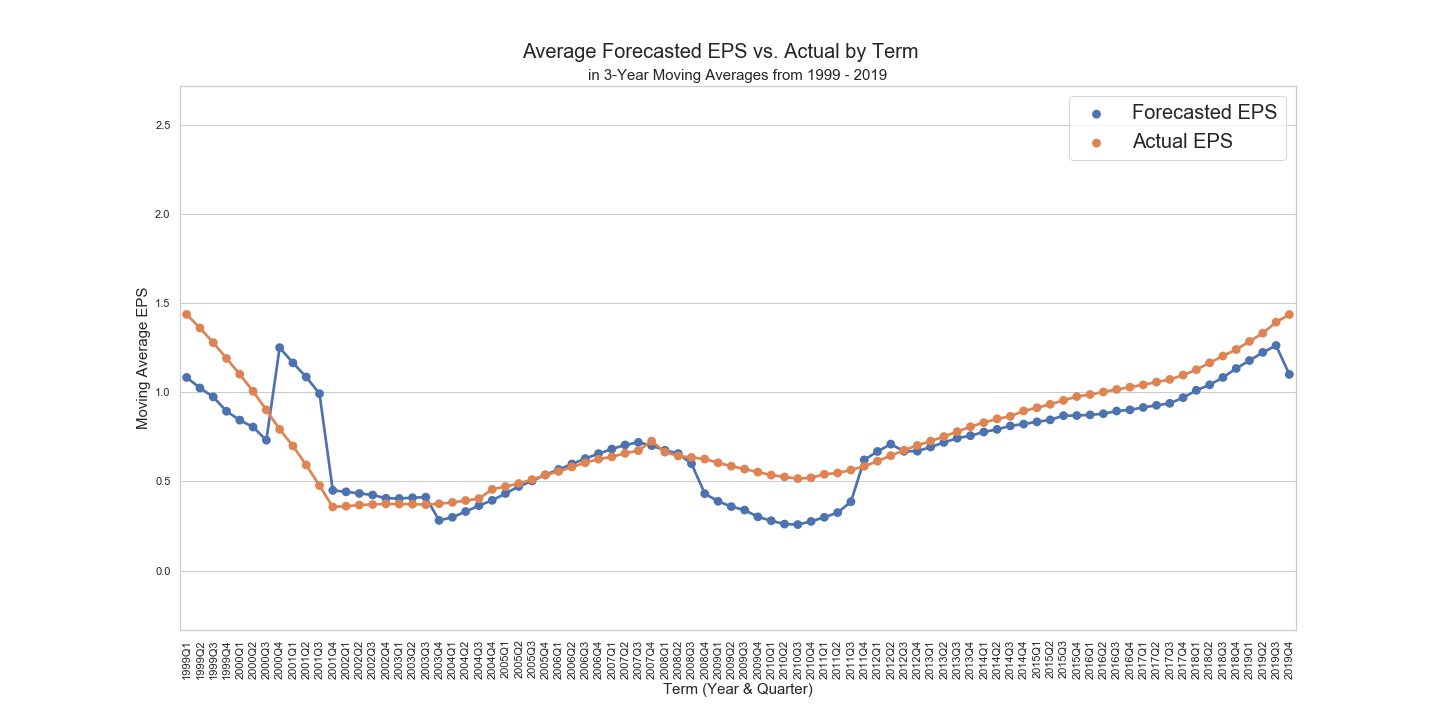 Average Forecasted EPS vs. Actual by Term
in 3-Year Moving Averages from 1999 - 2019
Forecasted EPS
Actual EPS
Moving Average EPS
2.5
2.0
1.5
1.0
0.5
0.0
1999Q1
1999Q2
1999Q3
1999Q4
2000Q1
2000Q2
2000Q3
2000Q4
2001Q1
2001Q2
2001Q3
2001Q4
2002Q1
2002Q2
2002Q3
2002Q4
2003Q1
2003Q2
2003Q3
2003Q4
2004Q1
2004Q2
2004Q3
2004Q4
2005Q1
2005Q2
2005Q3
2005Q4
2006Q1
2006Q2
2006Q3
2006Q4
2007Q1
2007Q2
2007Q3
2007Q4
2008Q1
2008Q2
2008Q3
2008Q4
2009Q1
2009Q2
2009Q3
2009Q4
2010Q1
2010Q2
2010Q3
2010Q4
2011Q1
2011Q2
2011Q3
2011Q4
2012Q1
2012Q2
2012Q3
2012Q4
2013Q1
2013Q2
2013Q3
2013Q4
2014Q1
2014Q2
2014Q3
2014Q4
2015Q1
2015Q2
2015Q3
2015Q4
2016Q1
2016Q2
2016Q3
2016Q4
2017Q1
2017Q2
2017Q3
2017Q4
2018Q1
2018Q2
2018Q3
2018Q4
2019Q1
2019Q2
2019Q3
2019Q4
Term (Year & Quarter)